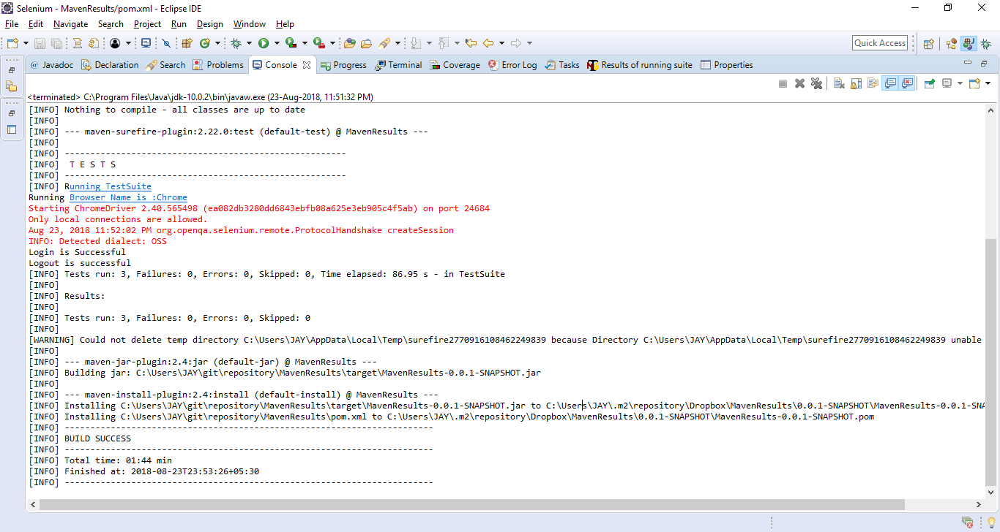 Selenium - MavenResults/pom.xml - Eclipse IDE
File Edit Navigate Search Project Run Design Window Help
Quick Access
@ Javadoc Declaration Search Problems Console Progress Terminal Coverage Error Log Tasks Results of running suite Properties
<terminated> C:\Program Files\Java\jdk-10.0.2\bin\javaw.exe (23-Aug-2018, 11:51:32 PM)
[INFO] Nothing to compile - all classes are up to date
[INFO]
[INFO] --- maven-surefire-plugin:2.22.0:test (default-test) @ MavenResults ---
[INFO]
[INFO] -------------------------------------------------------
[INFO]  T E S T S
[INFO] -------------------------------------------------------
[INFO] Running TestSuite
Running Browser Name is :Chrome
Starting ChromeDriver 2.40.565498 (ea082db3280dd6843ebfb08a625e3eb905c4f5ab) on port 24684
Only local connections are allowed.
Aug 23, 2018 11:52:02 PM org.openqa.selenium.remote.ProtocolHandshake createSession
INFO: Detected dialect: OSS
Login is Successful
Logout is successful
[INFO] Tests run: 3, Failures: 0, Errors: 0, Skipped: 0, Time elapsed: 86.95 s - in TestSuite
[INFO]
[INFO] Results:
[INFO]
[INFO] Tests run: 3, Failures: 0, Errors: 0, Skipped: 0
[INFO]
[WARNING] Could not delete temp directory C:\Users\JAY\AppData\Local\Temp\surefire2770916108462249839 because Directory C:\Users\JAY\AppData\Local\Temp\surefire2770916108462249839 unable
[INFO]
[INFO] --- maven-jar-plugin:2.4:jar (default-jar) @ MavenResults ---
[INFO] Building jar: C:\Users\JAY\git\repository\MavenResults\target\MavenResults-0.0.1-SNAPSHOT.jar
[INFO]
[INFO] --- maven-install-plugin:2.4:install (default-install) @ MavenResults ---
[INFO] Installing C:\Users\JAY\git\repository\MavenResults\target\MavenResults-0.0.1-SNAPSHOT.jar to C:\Users\JAY\.m2\repository\Dropbox\MavenResults\0.0.1-SNAPSHOT\MavenResults-0.0.1-SNA
[INFO] Installing C:\Users\JAY\git\repository\MavenResults\pom.xml to C:\Users\JAY\.m2\repository\Dropbox\MavenResults\0.0.1-SNAPSHOT\MavenResults-0.0.1-SNAPSHOT.pom
[INFO] ------------------------------------------------------------------------
[INFO] BUILD SUCCESS
[INFO] ------------------------------------------------------------------------
[INFO] Total time: 01:44 min
[INFO] Finished at: 2018-08-23T23:53:26+05:30
[INFO] ------------------------------------------------------------------------